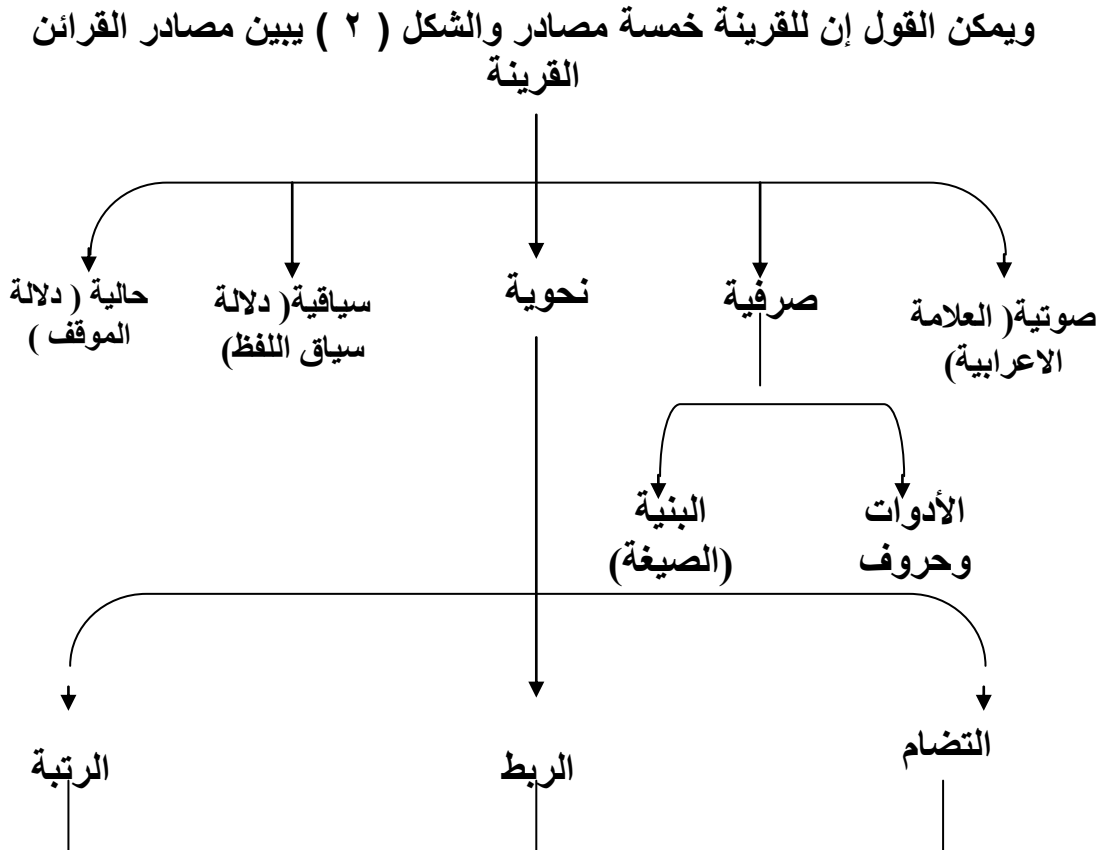 ويمكن القول إن للقرينة خمسة مصادر والشكل ( ٢ ) يبين مصادر القرائن
القرينة
صوتية( العلامة
الاعرابية)
صرفية
نحوية
سياقية( دلالة
سياق اللفظ)
حالية ( دلالة
الموقف )
الأدوات
وحروف
البنية
(الصيغة)
التضام
الربط
الرتبة